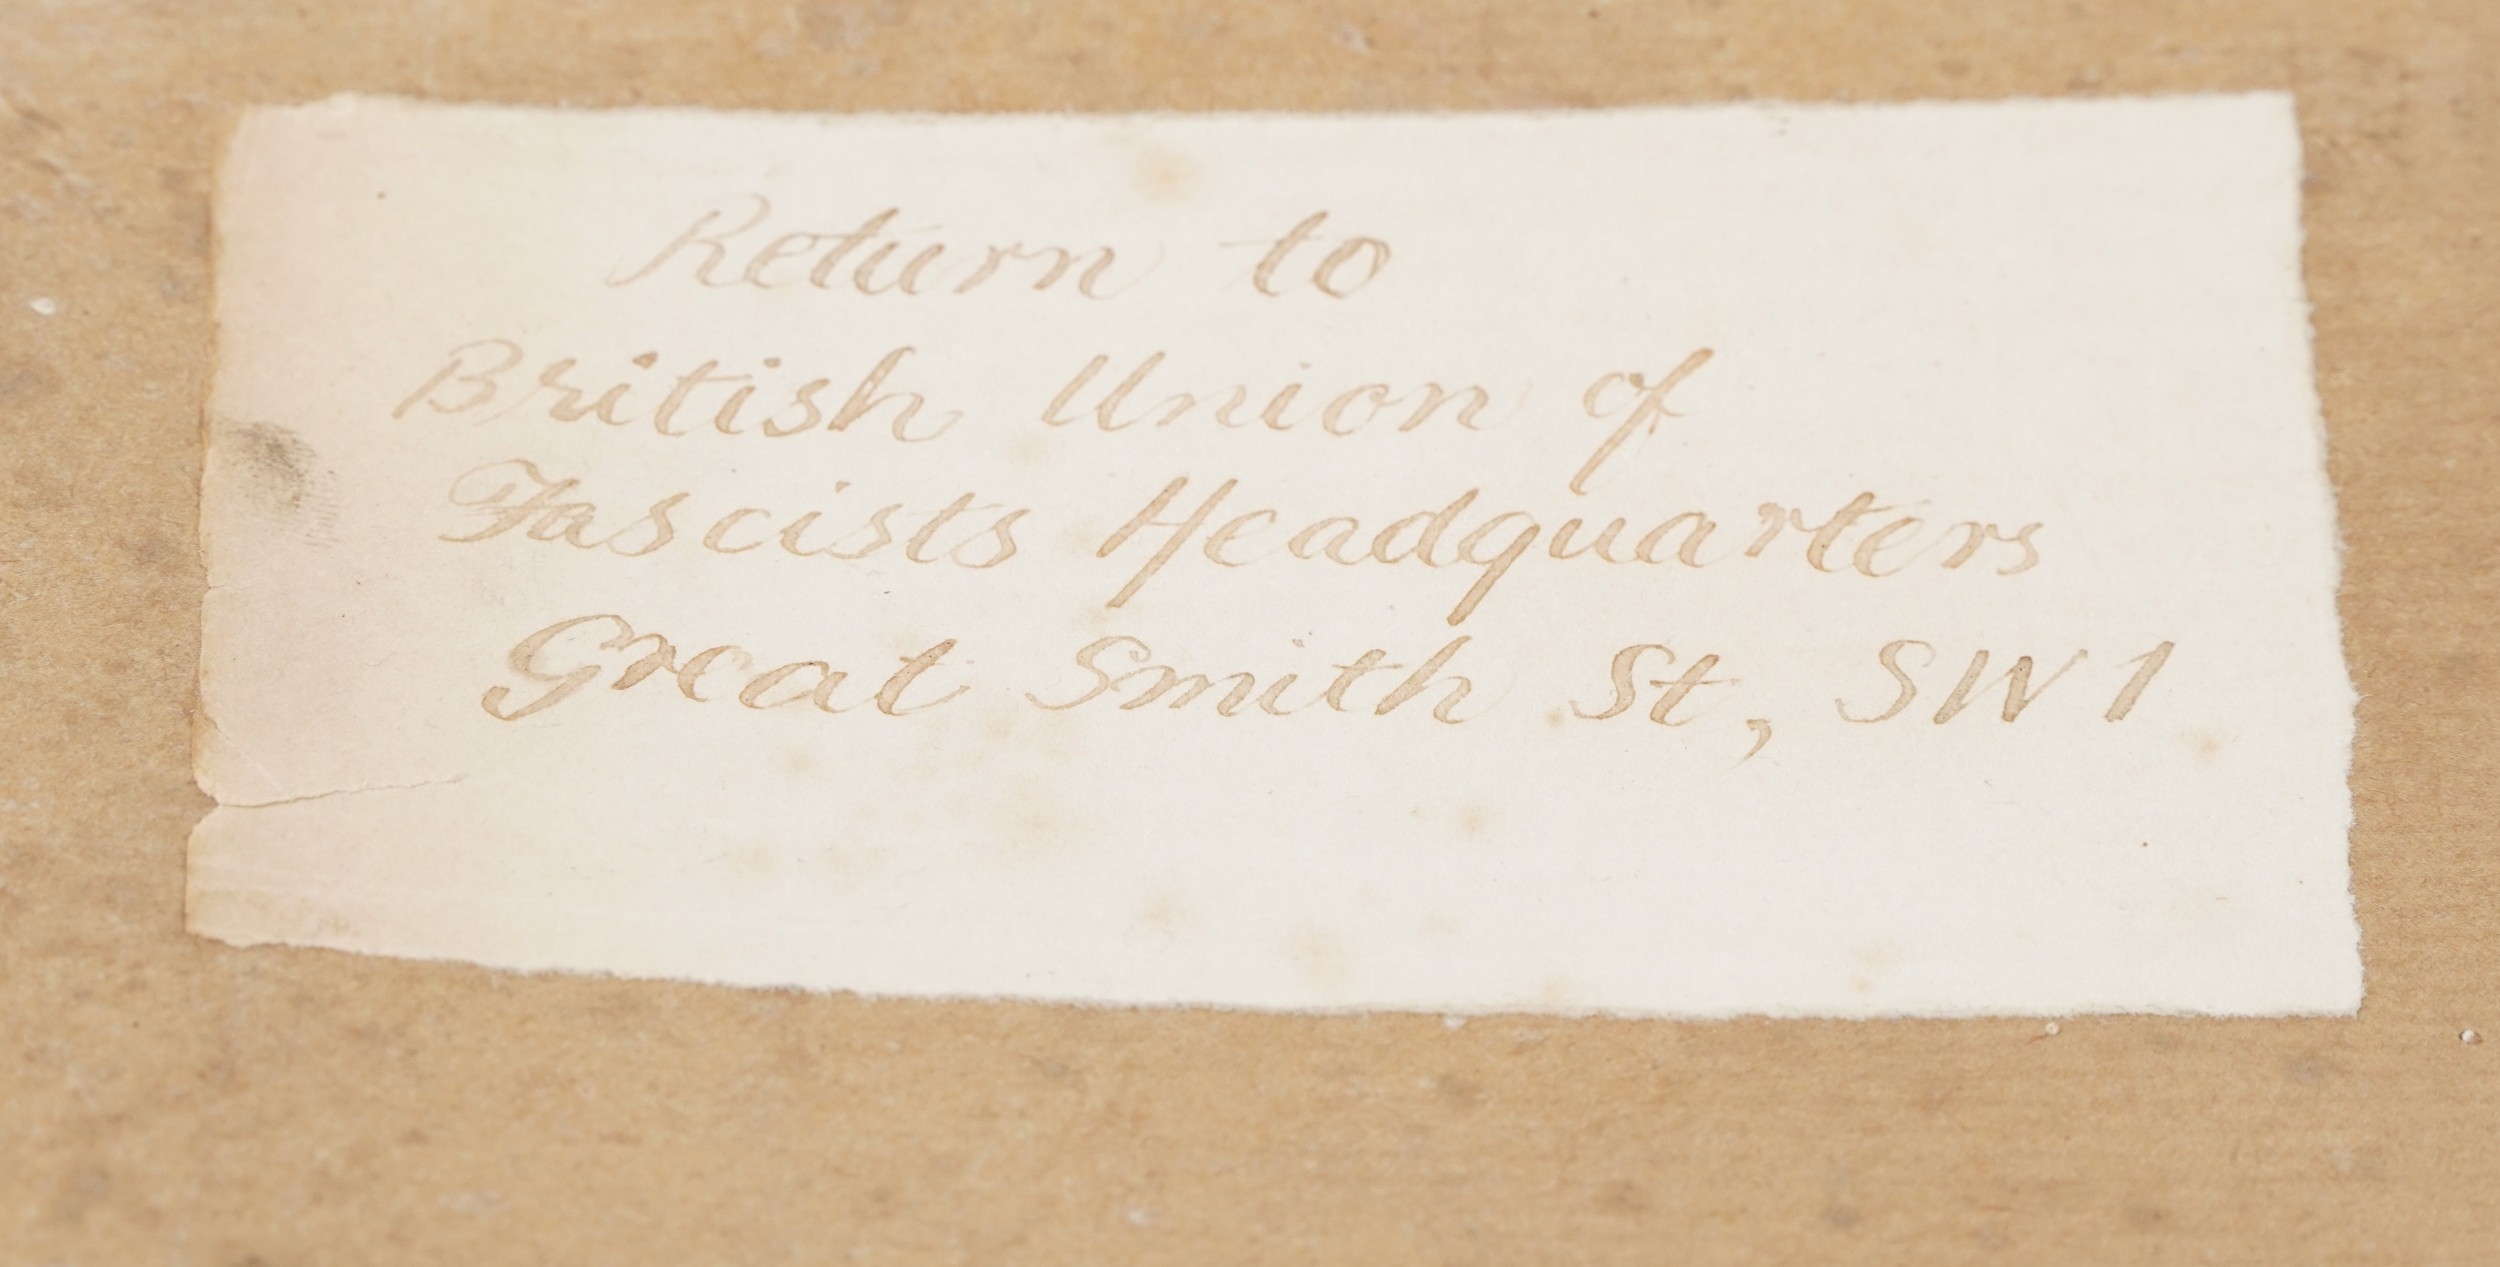 Return to
British Union of
Fascists Headquarters
Great Smith St, SW1